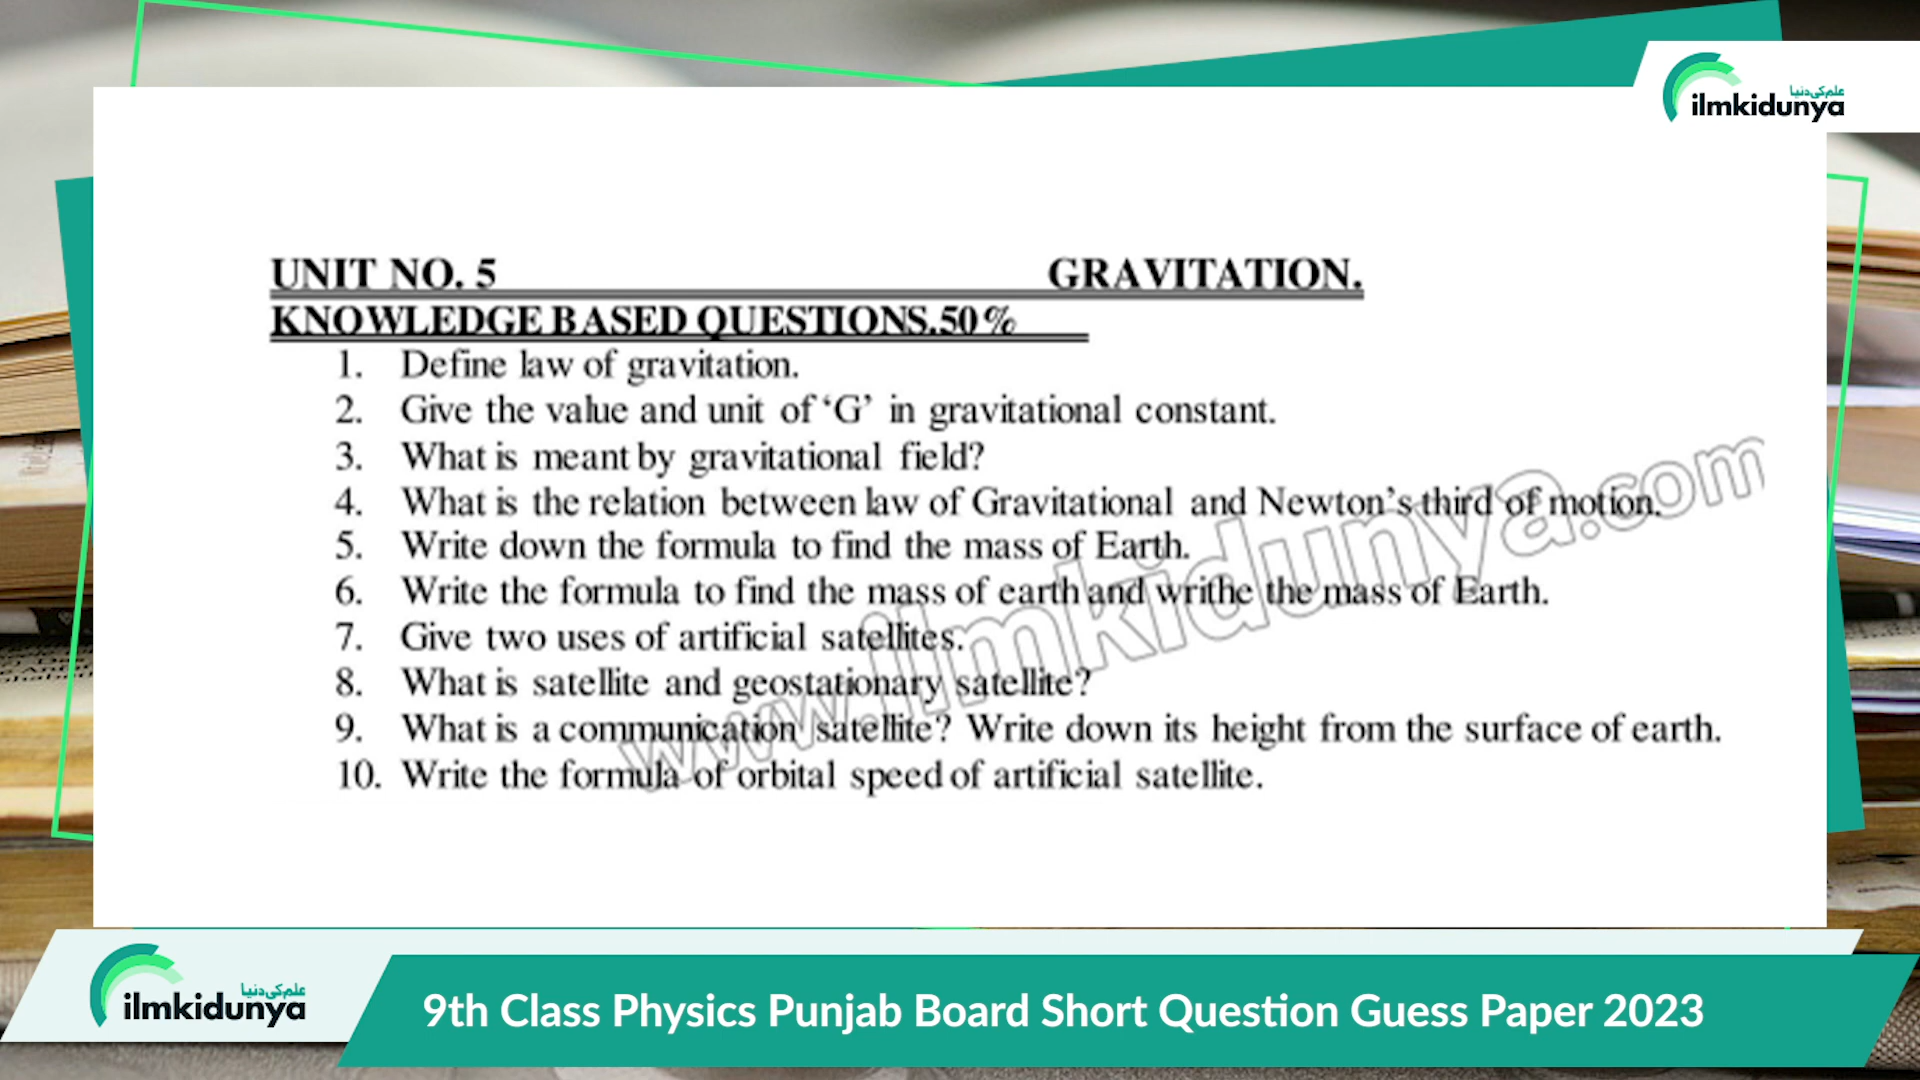 علم کی دنیا
ilmkidunya
UNIT NO. 5 GRAVITATION.
KNOWLEDGE BASED QUESTIONS.50%
1. Define law of gravitation.
2. Give the value and unit of ‘G’ in gravitational constant.
3. What is meant by gravitational field?
4. What is the relation between law of Gravitational and Newton’s third of motion.
5. Write down the formula to find the mass of Earth.
6. Write the formula to find the mass of earth and writhe the mass of Earth.
7. Give two uses of artificial satellites.
8. What is satellite and geostationary satellite?
9. What is a communication satellite? Write down its height from the surface of earth.
10. Write the formula of orbital speed of artificial satellite.
www.ilmkidunya.com
علم کی دنیا
ilmkidunya
9th Class Physics Punjab Board Short Question Guess Paper 2023